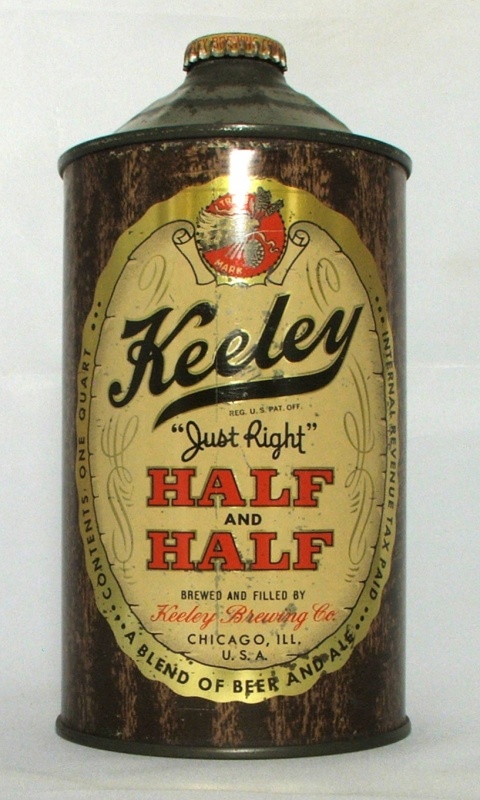 TRADE
MARK
Keeley
REG. U.S. PAT. OFF.
"Just Right"
HALF
AND
HALF
BREWED AND FILLED BY
Keeley Brewing Co.
CHICAGO, ILL.
U.S.A.
CONTENTS ONE QUART
A BLEND OF BEER AND ALE
INTERNAL REVENUE TAX PAID